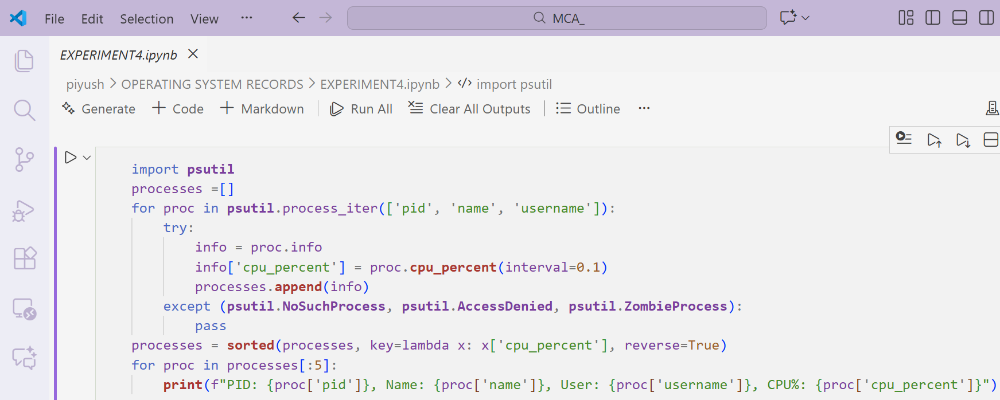 File Edit Selection View ··· MCA_
EXPERIMENT4.ipynb
piyush > OPERATING SYSTEM RECORDS > EXPERIMENT4.ipynb > import psutil
Generate + Code + Markdown Run All Clear All Outputs Outline ···
import psutil
processes =[]
for proc in psutil.process_iter(['pid', 'name', 'username']):
    try:
        info = proc.info
        info['cpu_percent'] = proc.cpu_percent(interval=0.1)
        processes.append(info)
    except (psutil.NoSuchProcess, psutil.AccessDenied, psutil.ZombieProcess):
        pass
processes = sorted(processes, key=lambda x: x['cpu_percent'], reverse=True)
for proc in processes[:5]:
    print(f"PID: {proc['pid']}, Name: {proc['name']}, User: {proc['username']}, CPU%: {proc['cpu_percent']}")